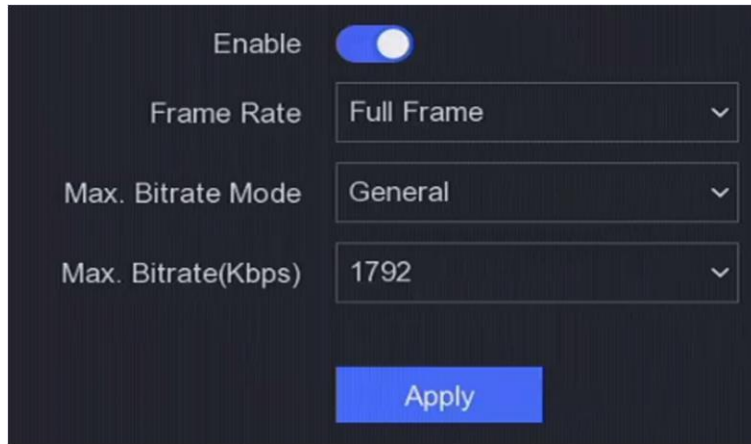 Enable
Frame Rate Full Frame
Max. Bitrate Mode General
Max. Bitrate(Kbps) 1792
Apply